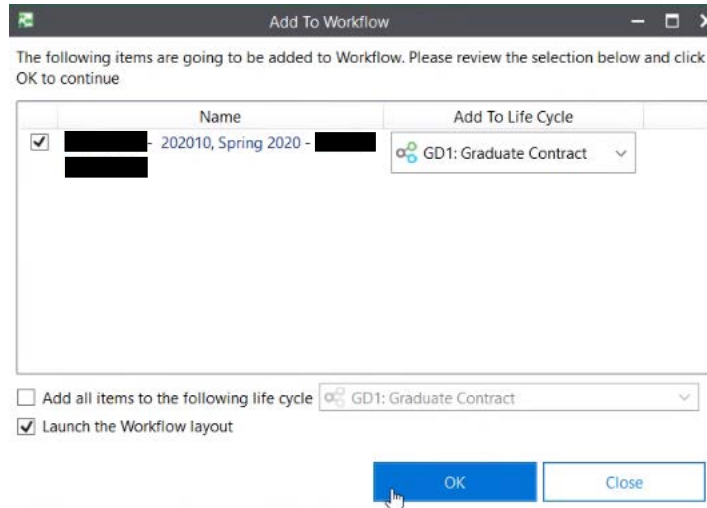 Add To Workflow
The following items are going to be added to Workflow. Please review the selection below and click
OK to continue
Name Add To Life Cycle
- 202010, Spring 2020 - GD1: Graduate Contract
Add all items to the following life cycle GD1: Graduate Contract
Launch the Workflow layout
OK Close